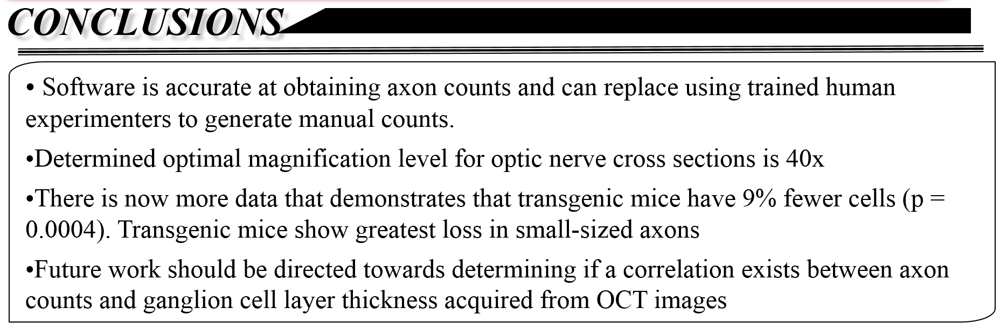 CONCLUSIONS
• Software is accurate at obtaining axon counts and can replace using trained human
experimenters to generate manual counts.
•Determined optimal magnification level for optic nerve cross sections is 40x
•There is now more data that demonstrates that transgenic mice have 9% fewer cells (p =
0.0004). Transgenic mice show greatest loss in small-sized axons
•Future work should be directed towards determining if a correlation exists between axon
counts and ganglion cell layer thickness acquired from OCT images